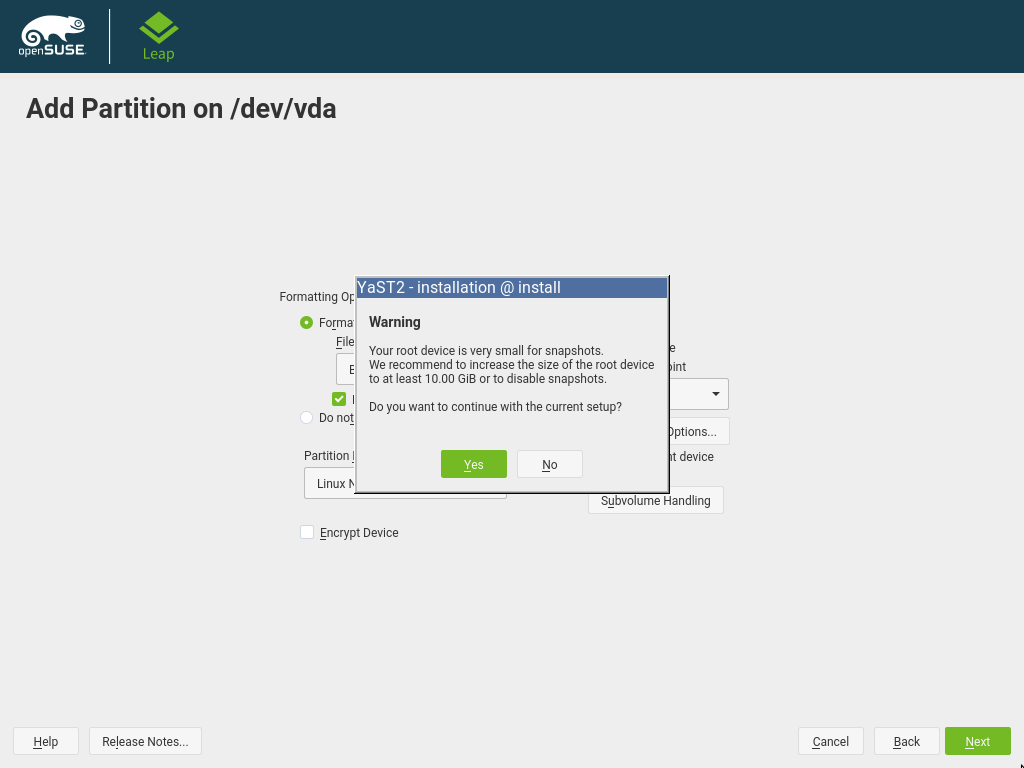 openSUSE
Leap
Add Partition on /dev/vda
Formatting Op
YaST2 - installation @ install
Warning
Your root device is very small for snapshots.
We recommend to increase the size of the root device
to at least 10.00 GiB or to disable snapshots.
Do you want to continue with the current setup?
Yes
No
Forma
File
Do not
Partition
Linux N
Options...
device
Subvolume Handling
Encrypt Device
Help
Release Notes...
Cancel
Back
Next